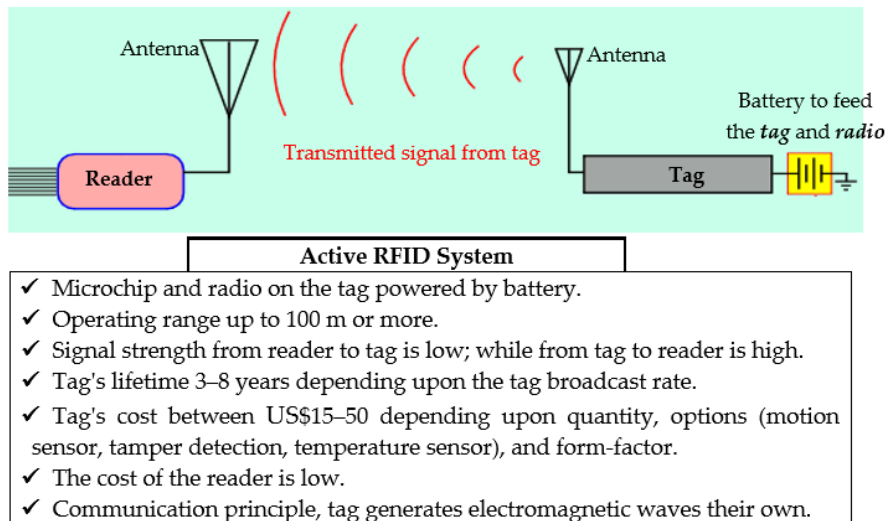 Antenna
Antenna
Battery to feed
the tag and radio
Transmitted signal from tag
Reader
Tag
Active RFID System
✓ Microchip and radio on the tag powered by battery.
✓ Operating range up to 100 m or more.
✓ Signal strength from reader to tag is low; while from tag to reader is high.
✓ Tag's lifetime 3–8 years depending upon the tag broadcast rate.
✓ Tag's cost between US$15–50 depending upon quantity, options (motion
sensor, tamper detection, temperature sensor), and form-factor.
✓ The cost of the reader is low.
✓ Communication principle, tag generates electromagnetic waves their own.